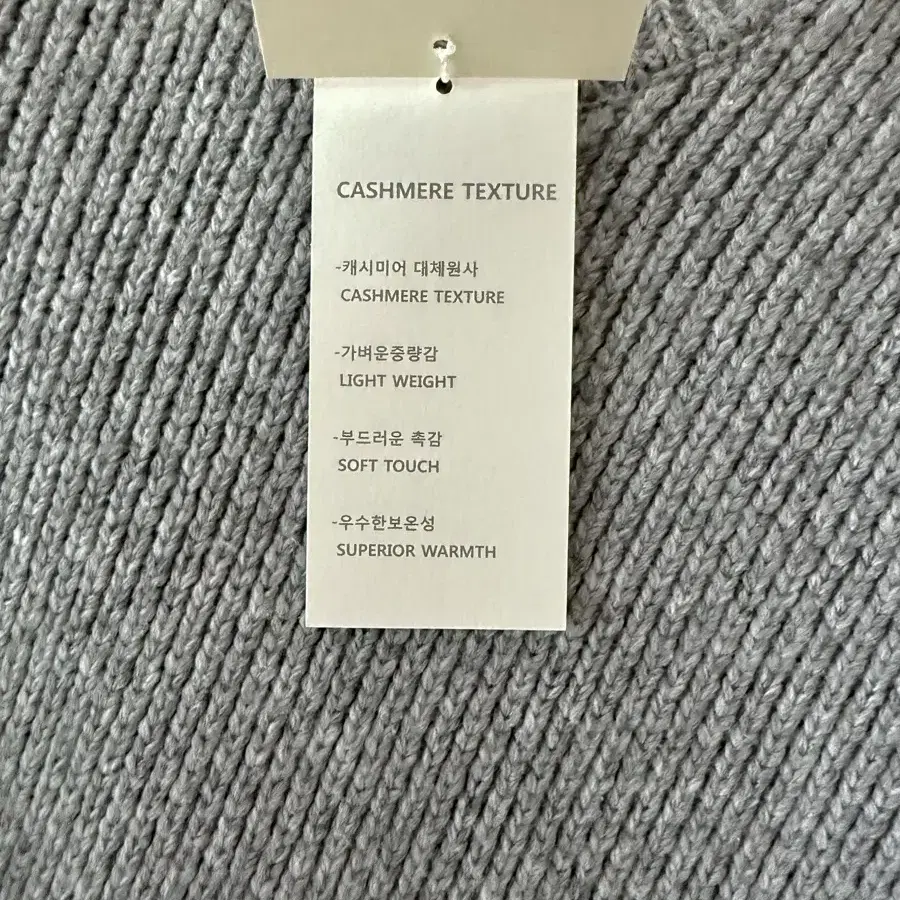 CASHMERE TEXTURE
-캐시미어 대체원사
CASHMERE TEXTURE
-가벼운중량감
LIGHT WEIGHT
-부드러운 촉감
SOFT TOUCH
-우수한보온성
SUPERIOR WARMTH